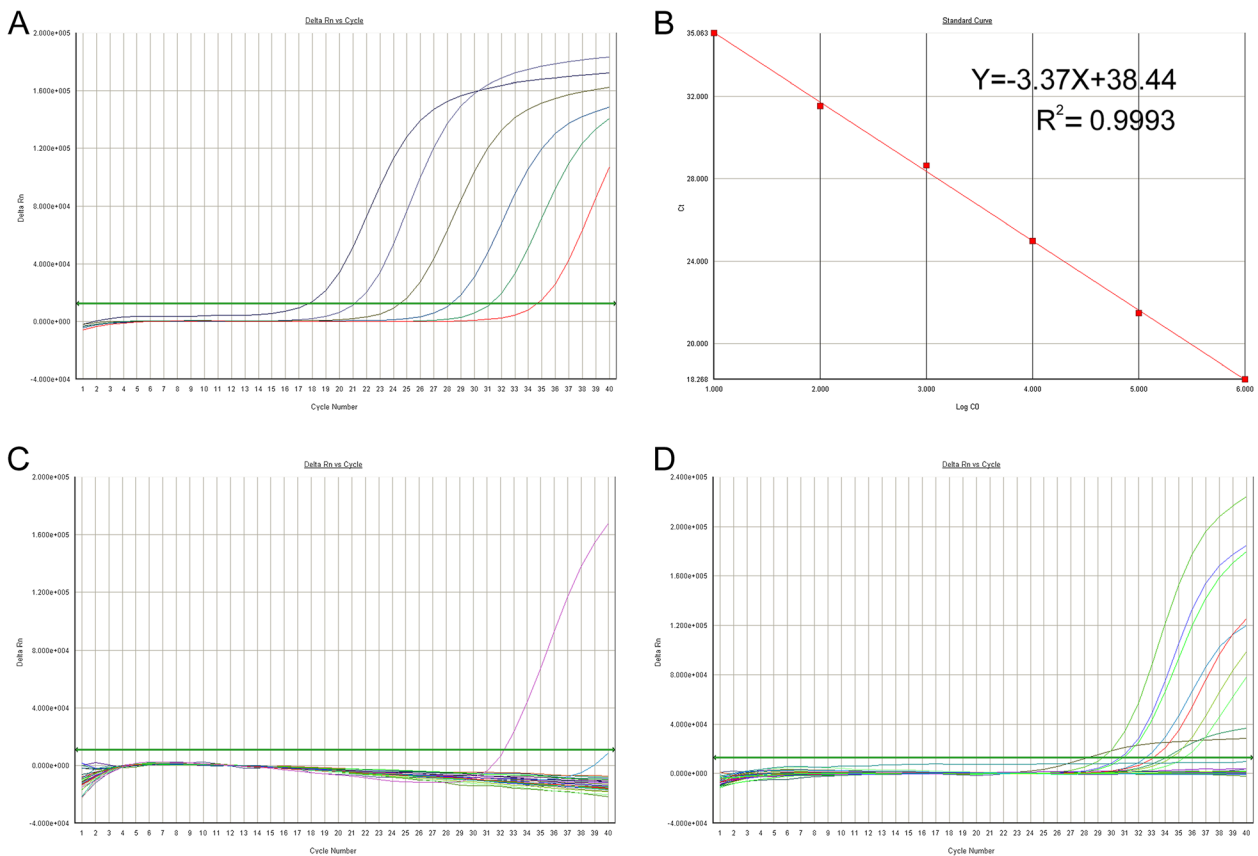 A
Delta Rn vs Cycle
2.000e+005
1.600e+005
1.200e+005
8.000e+004
4.000e+004
0.000e+000
-4.000e+004
Delta Rn
1 2 3 4 5 6 7 8 9 10 11 12 13 14 15 16 17 18 19 20 21 22 23 24 25 26 27 28 29 30 31 32 33 34 35 36 37 38 39 40
Cycle Number
B
Standard Curve
35.063
32.000
28.000
24.000
20.000
18.268
Ct
Y=-3.37X+38.44
R²= 0.9993
1.000 2.000 3.000 4.000 5.000 6.000
Log C0
C
Delta Rn vs Cycle
2.000e+005
1.600e+005
1.200e+005
8.000e+004
4.000e+004
0.000e+000
-4.000e+004
Delta Rn
1 2 3 4 5 6 7 8 9 10 11 12 13 14 15 16 17 18 19 20 21 22 23 24 25 26 27 28 29 30 31 32 33 34 35 36 37 38 39 40
Cycle Number
D
Delta Rn vs Cycle
2.400e+005
2.000e+005
1.600e+005
1.200e+005
8.000e+004
4.000e+004
0.000e+000
-4.000e+004
Delta Rn
1 2 3 4 5 6 7 8 9 10 11 12 13 14 15 16 17 18 19 20 21 22 23 24 25 26 27 28 29 30 31 32 33 34 35 36 37 38 39 40
Cycle Number